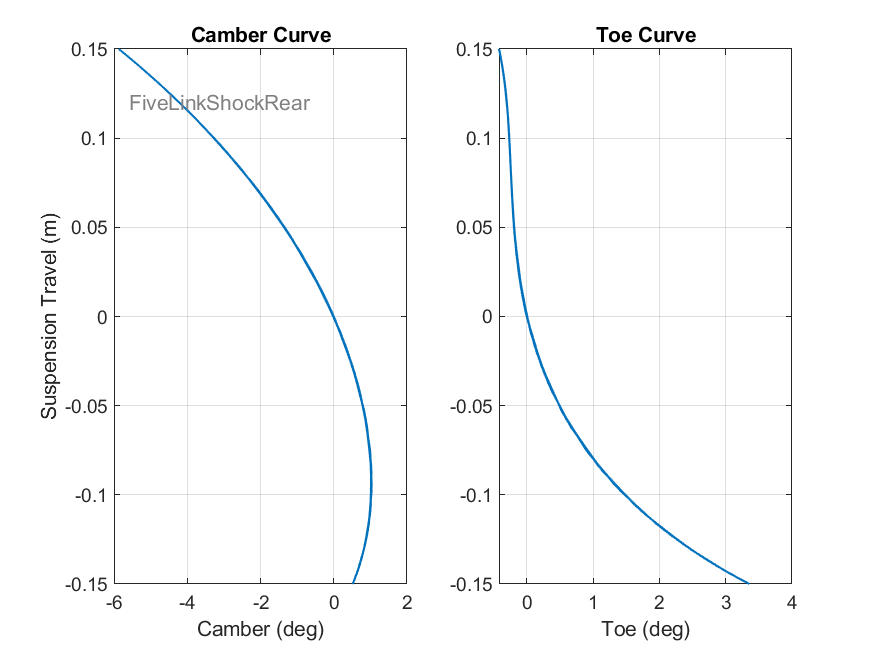 Camber Curve
0.15
0.1
0.05
0
-0.05
-0.1
-0.15
Suspension Travel (m)
FiveLinkShockRear
-6 -4 -2 0 2
Camber (deg)
Toe Curve
0.15
0.1
0.05
0
-0.05
-0.1
-0.15
0 1 2 3 4
Toe (deg)